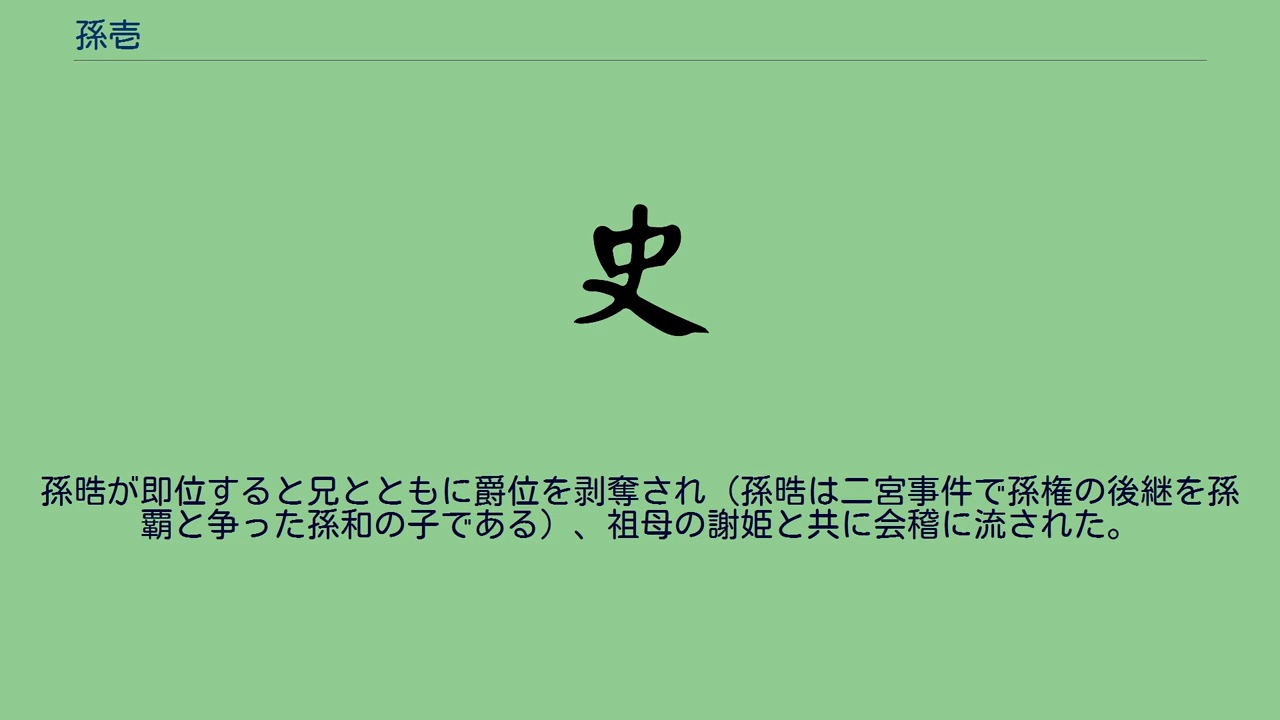 孫壱
史
孫晧が即位すると兄とともに爵位を剥奪され（孫晧は二宮事件で孫権の後継を孫
覇と争った孫和の子である）、祖母の謝姫と共に会稽に流された。